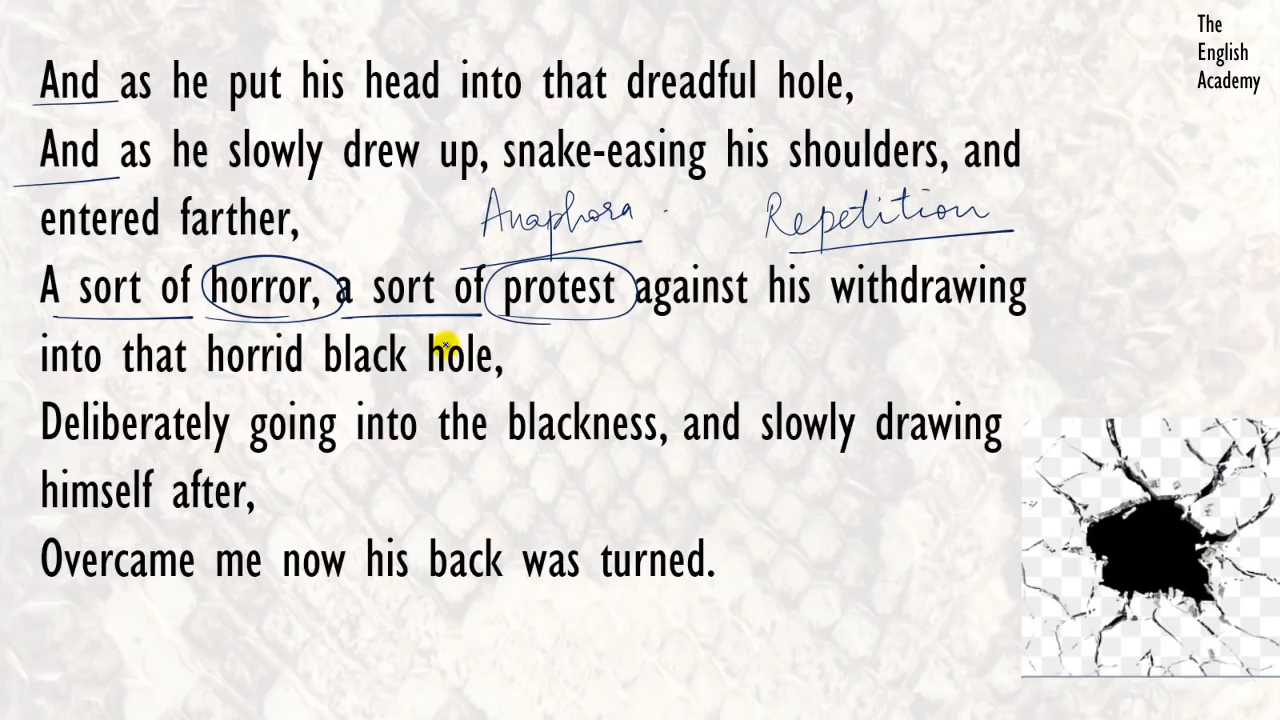 The
English
Academy
And as he put his head into that dreadful hole,
And as he slowly drew up, snake-easing his shoulders, and
entered farther,
Anaphora. Repetition
A sort of horror, a sort of protest against his withdrawing
into that horrid black hole,
Deliberately going into the blackness, and slowly drawing
himself after,
Overcame me now his back was turned.